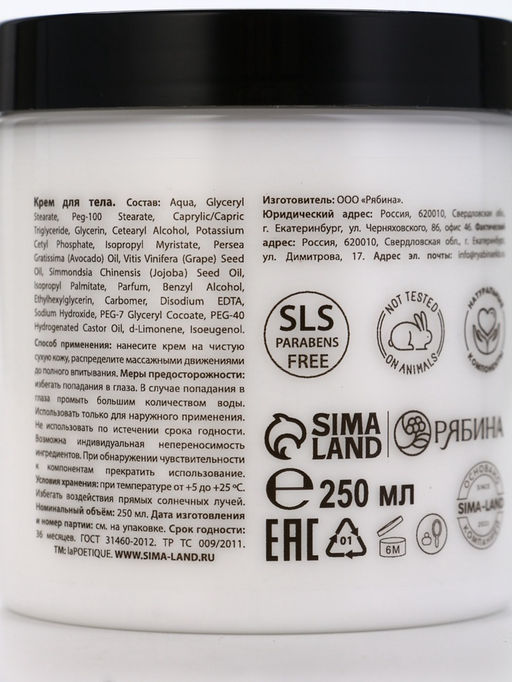 Крем для тела. Состав: Aqua, Glyceryl
Stearate, Peg-100 Stearate, Caprylic/Capric
Triglyceride, Glycerin, Cetearyl Alcohol, Potassium
Cetyl Phosphate, Isopropyl Myristate, Persea
Gratissima (Avocado) Oil, Vitis Vinifera (Grape) Seed
Oil, Simmondsia Chinensis (Jojoba) Seed Oil,
Isopropyl Palmitate, Parfum, Benzyl Alcohol,
Ethylhexylglycerin, Carbomer, Disodium EDTA,
Sodium Hydroxide, PEG-7 Glyceryl Cocoate, PEG-40
Hydrogenated Castor Oil, d-Limonene, Isoeugenol.
Способ применения: нанесите крем на чистую
сухую кожу, распределите массажными движениями
до полного впитывания. Меры предосторожности:
избегать попадания в глаза. В случае попадания в
глаза промыть большим количеством воды.
Использовать только для наружного применения.
Не использовать по истечении срока годности.
Возможна индивидуальная непереносимость
ингредиентов. При обнаружении чувствительности
к компонентам прекратить использование.
Условия хранения: при температуре от +5 до +25 ºC.
Избегать воздействия прямых солнечных лучей.
Номинальный объём: 250 мл. Дата изготовления
и номер партии: см. на упаковке. Срок годности:
36 месяцев. ГОСТ 31460-2012. ТР ТС 009/2011.
ТМ: laPOETIQUE. WWW.SIMA-LAND.RU
Изготовитель: ООО «Рябина».
Юридический адрес: Россия, 620010, Свердловская обл.,
г. Екатеринбург, ул. Черняховского, 86, офис 46. Фактический
адрес: Россия, 620010, Свердловская обл., г. Екатеринбург,
ул. Димитрова, 17. Адрес эл. почты:
SLS
PARABENS
FREE
NOT TESTED
ON ANIMALS
НАТУРАЛЬНЫЕ
КОМПОНЕНТЫ
SIMA
LAND
РЯБИНА
e 250 мл
ОСНОВАНО
SINCE
SIMA-LAND
КОМПАНИЕЙ
EAC
01
6M